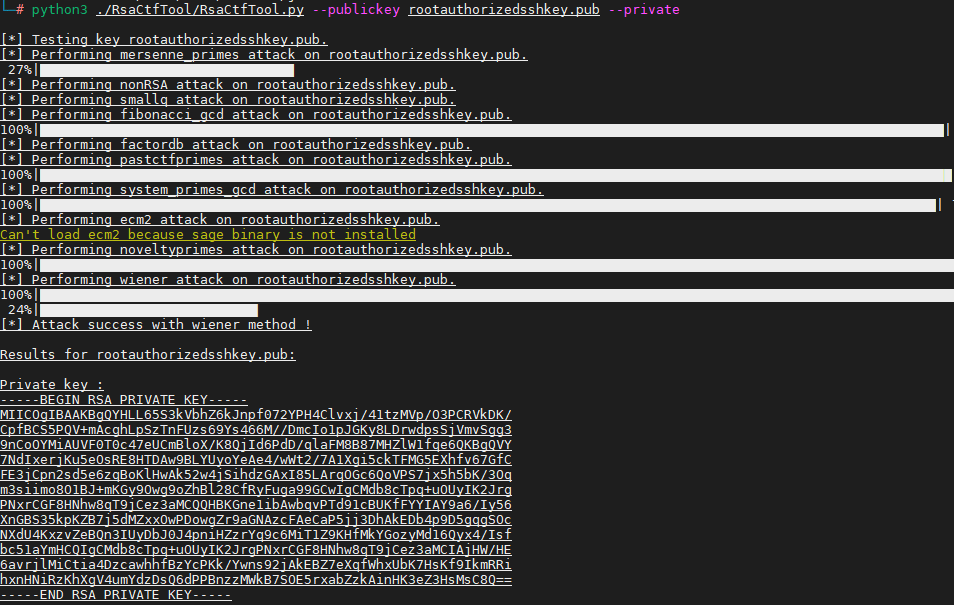 └─# python3 ./RsaCtfTool/RsaCtfTool.py --publickey rootauthorizedsshkey.pub --private
[*] Testing key rootauthorizedsshkey.pub.
[*] Performing mersenne_primes attack on rootauthorizedsshkey.pub.
27%|
[*] Performing nonRSA attack on rootauthorizedsshkey.pub.
[*] Performing smallq attack on rootauthorizedsshkey.pub.
[*] Performing fibonacci_gcd attack on rootauthorizedsshkey.pub.
100%|
[*] Performing factordb attack on rootauthorizedsshkey.pub.
[*] Performing pastctfprimes attack on rootauthorizedsshkey.pub.
100%|
[*] Performing system_primes_gcd attack on rootauthorizedsshkey.pub.
100%|
[*] Performing ecm2 attack on rootauthorizedsshkey.pub.
Can't load ecm2 because sage binary is not installed
[*] Performing noveltyprimes attack on rootauthorizedsshkey.pub.
100%|
[*] Performing wiener attack on rootauthorizedsshkey.pub.
100%|
24%|
[*] Attack success with wiener method !
Results for rootauthorizedsshkey.pub:
Private key :
-----BEGIN RSA PRIVATE KEY-----
MIICOgIBAAKBgQYHLL65S3kVbhZ6kJnpf072YPH4Clvxj/41tzMVp/O3PCRVkDK/
CpfBCS5PQV+mAcghLpSzTnFUzs69Ys466M//DmcIo1pJGKy8LDrwdpsSjVmvSgg3
9nCoOYMiAUVF0T0c47eUCmBloX/K8QjId6PdD/qlaFM8B87MHZlW1fqe6QKBgQVY
7NdIxerjKu5eOsRE8HTDAw9BLYUyoYeAe4/wWt2/7A1Xgi5ckTFMG5EXhfv67GfC
FE3jCpn2sd5e6zqBoKlHwAk52w4jSihdzGAxI85LArqOGc6QoVPS7jx5h5bK/3Oq
m3siimo8O1BJ+mKGy9Owg9oZhBl28CfRyFuga99GCwIgCMdb8cTpq+uOUyIK2Jrg
PNxrCGF8HNhw8qT9jCez3aMCQQHBKGne1ibAwbqvPTd91cBUKfFYYIAY9a6/Iy56
XnGBS35kpKZB7j5dMZxxOwPDowgZr9aGNAzcFAeCaP5jj3DhAkEDb4p9D5gqgSOc
NXdU4KxzvZeBQn3IUyDbJ0J4pniHZzrYq9c6MiT1Z9KHfMkYGozyMd16Qyx4/Isf
bc51aYmHCQIgCMdb8cTpq+uOUyIK2JrgPNxrCGF8HNhw8qT9jCez3aMCIAjHW/HE
6avrjlMiCtia4DzcawhhfBzYcPKk/Ywns92jAkEBZ7eXqfWhxUbK7HsKf9IkmRRi
hxnHNiRzKhXgV4umYdzDsQ6dPPBnzzMWkB7SOE5rxabZzkAinHK3eZ3HsMsC8Q==
-----END RSA PRIVATE KEY-----